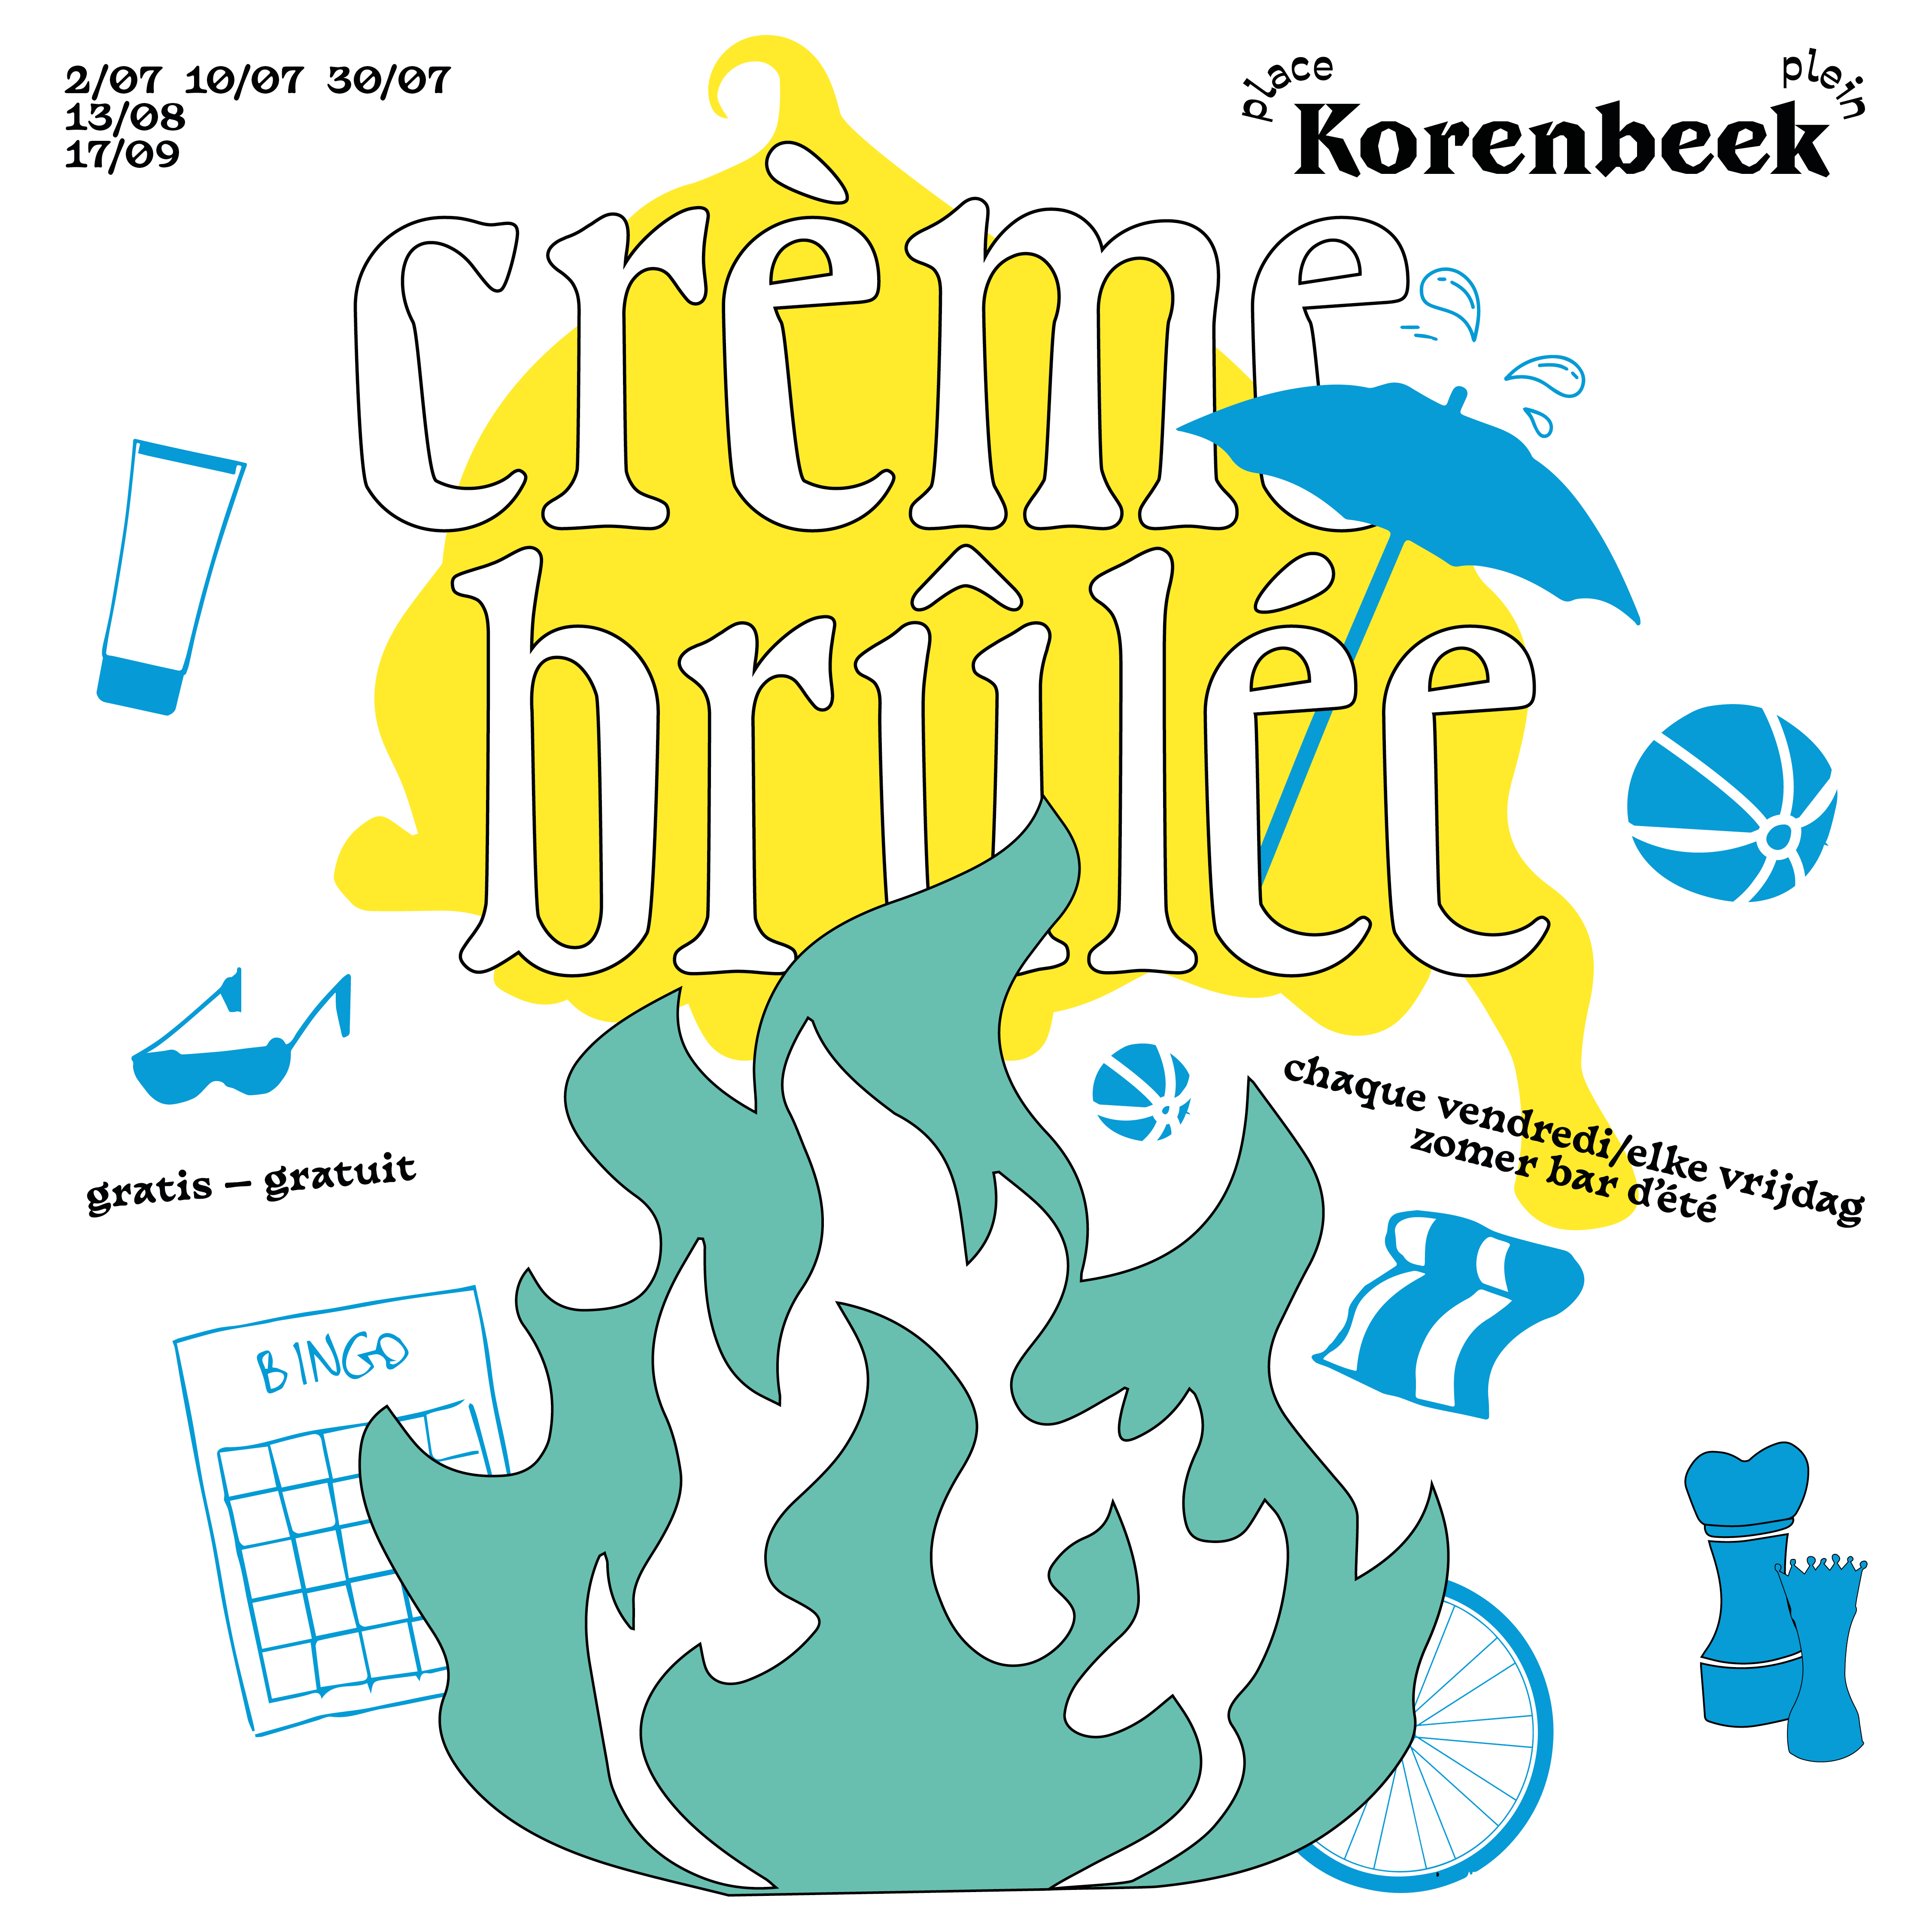 2/07 10/07 30/07
13/08
17/09
place plein
Korenbeek
crème
brûlée
chaque vendredi/elke vrijdag
zomer bar d'été
gratis — gratuit
BINGO